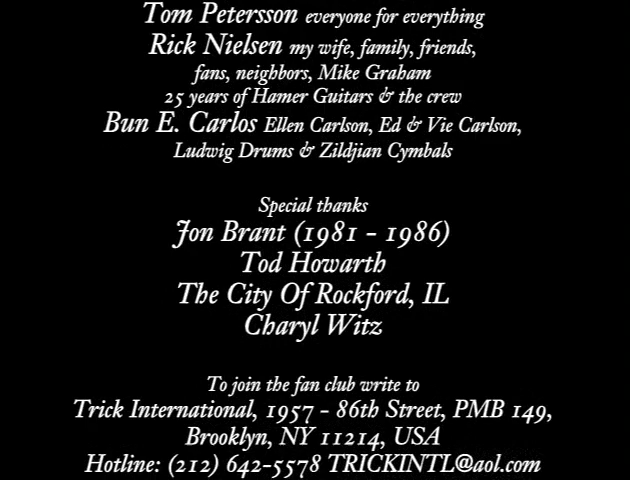 Tom Petersson everyone for everything
Rick Nielsen my wife, family, friends,
fans, neighbors, Mike Graham
25 years of Hamer Guitars & the crew
Bun E. Carlos Ellen Carlson, Ed & Vie Carlson,
Ludwig Drums & Zildjian Cymbals
Special thanks
Jon Brant (1981 - 1986)
Tod Howarth
The City Of Rockford, IL
Charyl Witz
To join the fan club write to
Trick International, 1957 - 86th Street, PMB 149,
Brooklyn, NY 11214, USA
Hotline: (212) 642-5578 TRICKINTL@aol.com